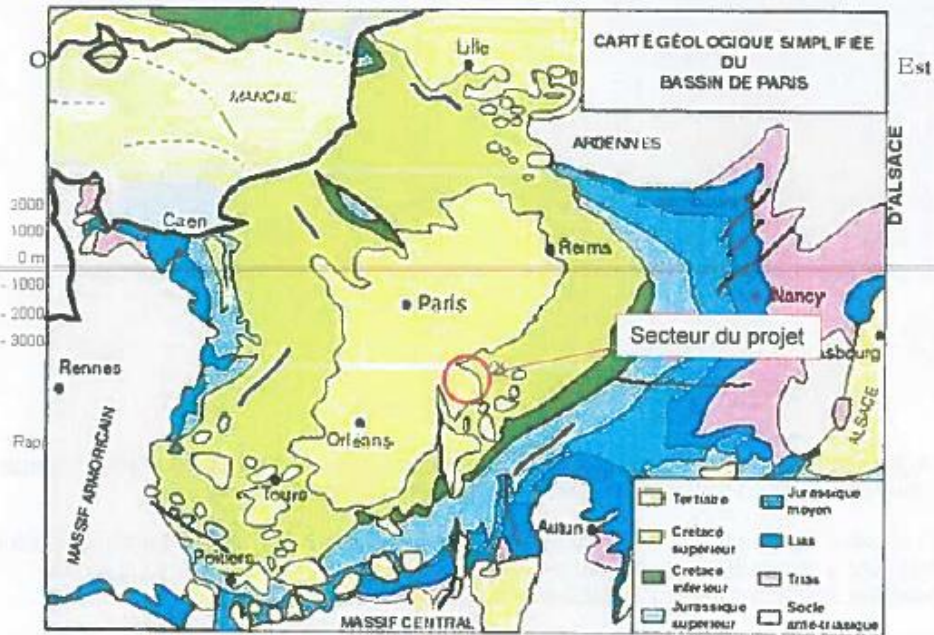 CARTE GÉOLOGIQUE SIMPLIFIÉE
DU
BASSIN DE PARIS
O
Est
Lille
MANCHE
ARDENNES
D'ALSACE
2000
1000
0 m
- 1000
- 2000
- 3000
Caen
Reims
Paris
Nancy
Secteur du projet
asbourg
Rennes
ALSACE
Rap
Orléans
MASSIF ARMORICAIN
Tours
Autun
Poitiers
MASSIF CENTRAL
Tertiaire
Crétacé
supérieur
Crétacé
inférieur
Jurassique
supérieur
Jurassique
moyen
Lias
Trias
Socle
anté-triasique